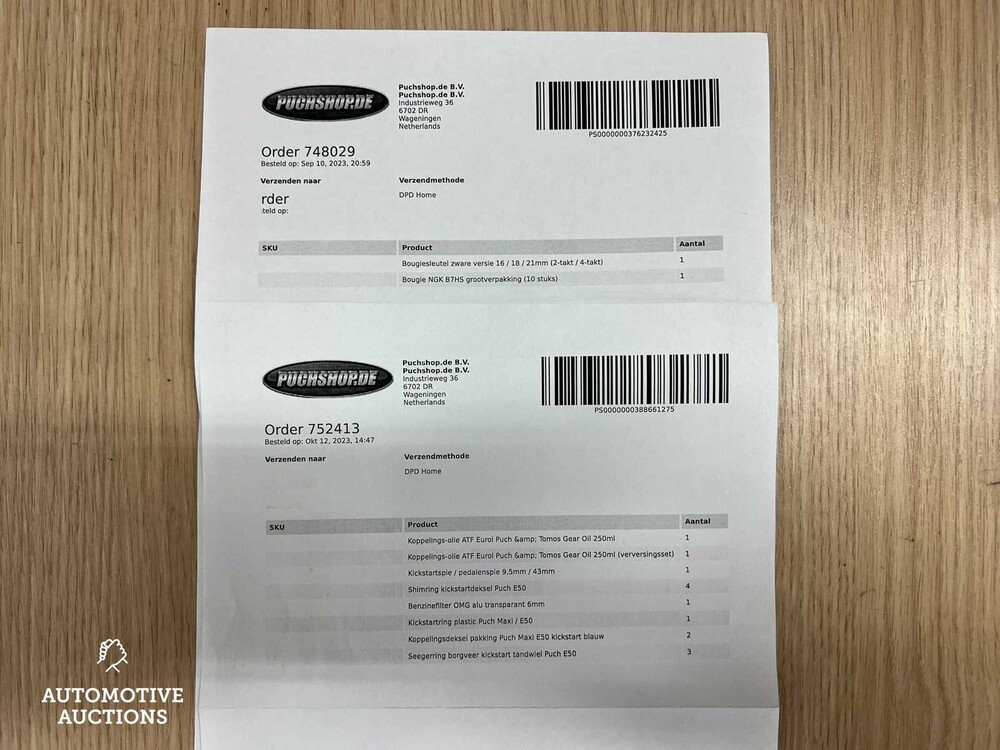 PUCHSHOP.DE
Puchshop.de B.V.
Puchshop.de B.V.
Industrieweg 36
6702 DR
Wageningen
Netherlands
PS0000000376232425
Order 748029
Besteld op: Sep 10, 2023, 20:59
Verzenden naar Verzendmethode
rder DPD Home
teld op:
SKU Product Aantal
Bougiesleutel zware versie 16 / 18 / 21mm (2-takt / 4-takt) 1
Bougie NGK B7HS grootverpakking (10 stuks) 1
PUCHSHOP.DE
Puchshop.de B.V.
Puchshop.de B.V.
Industrieweg 36
6702 DR
Wageningen
Netherlands
PS0000000388661275
Order 752413
Besteld op: Okt 12, 2023, 14:47
Verzenden naar Verzendmethode
DPD Home
SKU Product Aantal
Koppelings-olie ATF Eurol Puch &amp; Tomos Gear Oil 250ml 1
Koppelings-olie ATF Eurol Puch &amp; Tomos Gear Oil 250ml (verversingsset) 1
Kickstartspie / pedalenspie 9.5mm / 43mm 1
Shimring kickstartdeksel Puch E50 4
Benzinefilter OMG alu transparant 6mm 1
Kickstartring plastic Puch Maxi / E50 1
Koppelingsdeksel pakking Puch Maxi E50 kickstart blauw 2
Seegerring borgveer kickstart tandwiel Puch E50 3
AUTOMOTIVE
AUCTIONS